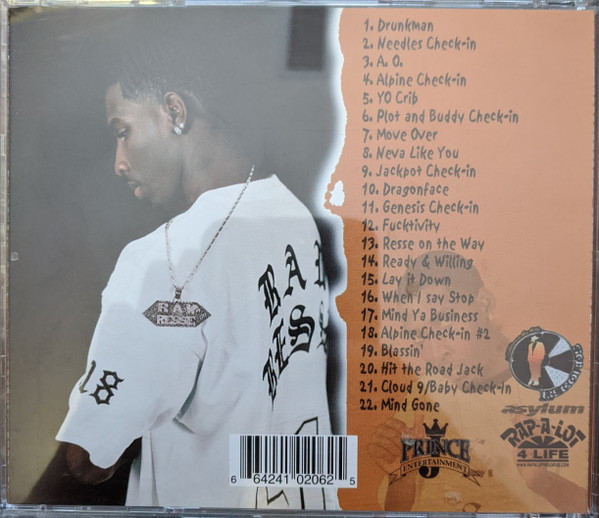 1. Drunkman
2. Needles Check-in
3. A. O.
4. Alpine Check-in
5. YO Crib
6. Plot and Buddy Check-in
7. Move Over
8. Neva Like You
9. Jackpot Check-in
10. Dragonface
11. Genesis Check-in
12. Fucktivity
13. Resse on the Way
14. Ready & Willing
15. Lay it Down
16. When I say Stop
17. Mind Ya Business
18. Alpine Check-in #2
19. Blassin'
20. Hit the Road Jack
21. Cloud 9/Baby Check-In
22. Mind Gone
RAW
RESSE
18
asylum
RAP-A-LOT
4 LIFE
PRINCE
J
ENTERTAINMENT
6 64241 02062 5